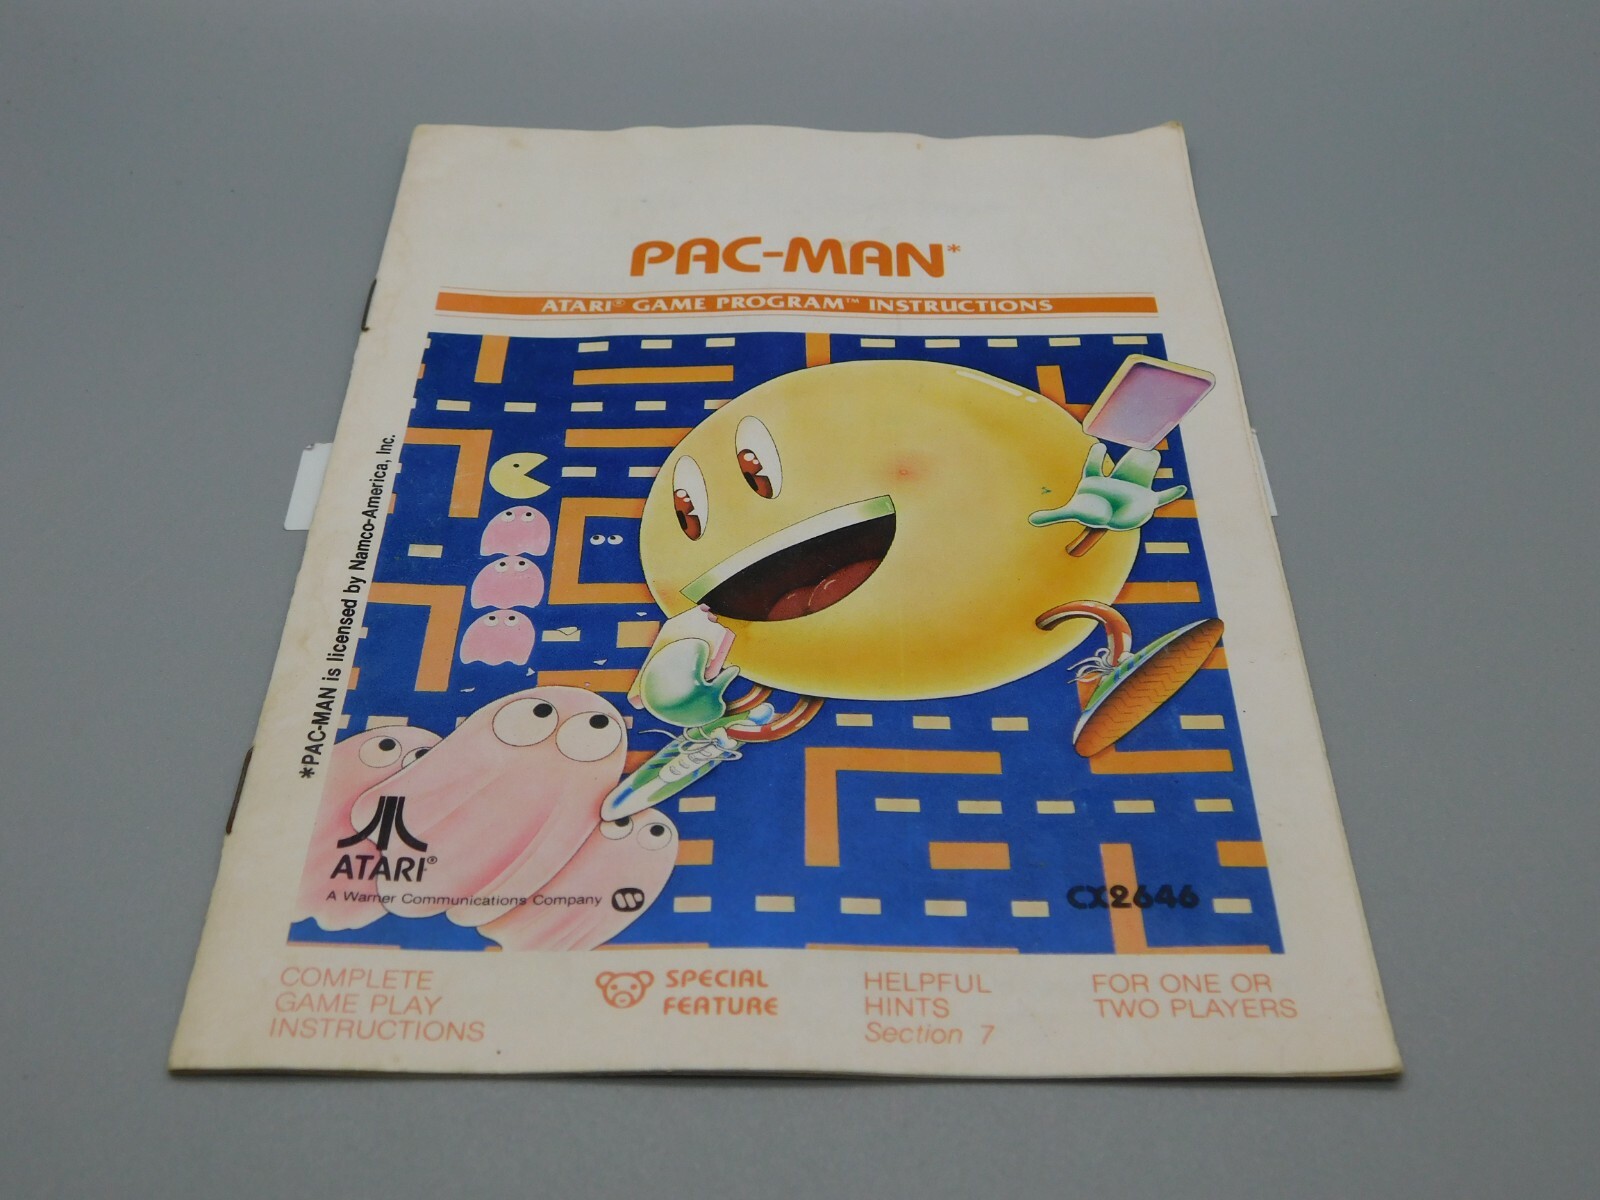 PAC-MAN*
ATARI® GAME PROGRAM™ INSTRUCTIONS
*PAC-MAN is licensed by Namco-America, Inc.
ATARI®
A Warner Communications Company
CX2646
COMPLETE
GAME PLAY
INSTRUCTIONS
SPECIAL
FEATURE
HELPFUL
HINTS
Section 7
FOR ONE OR
TWO PLAYERS